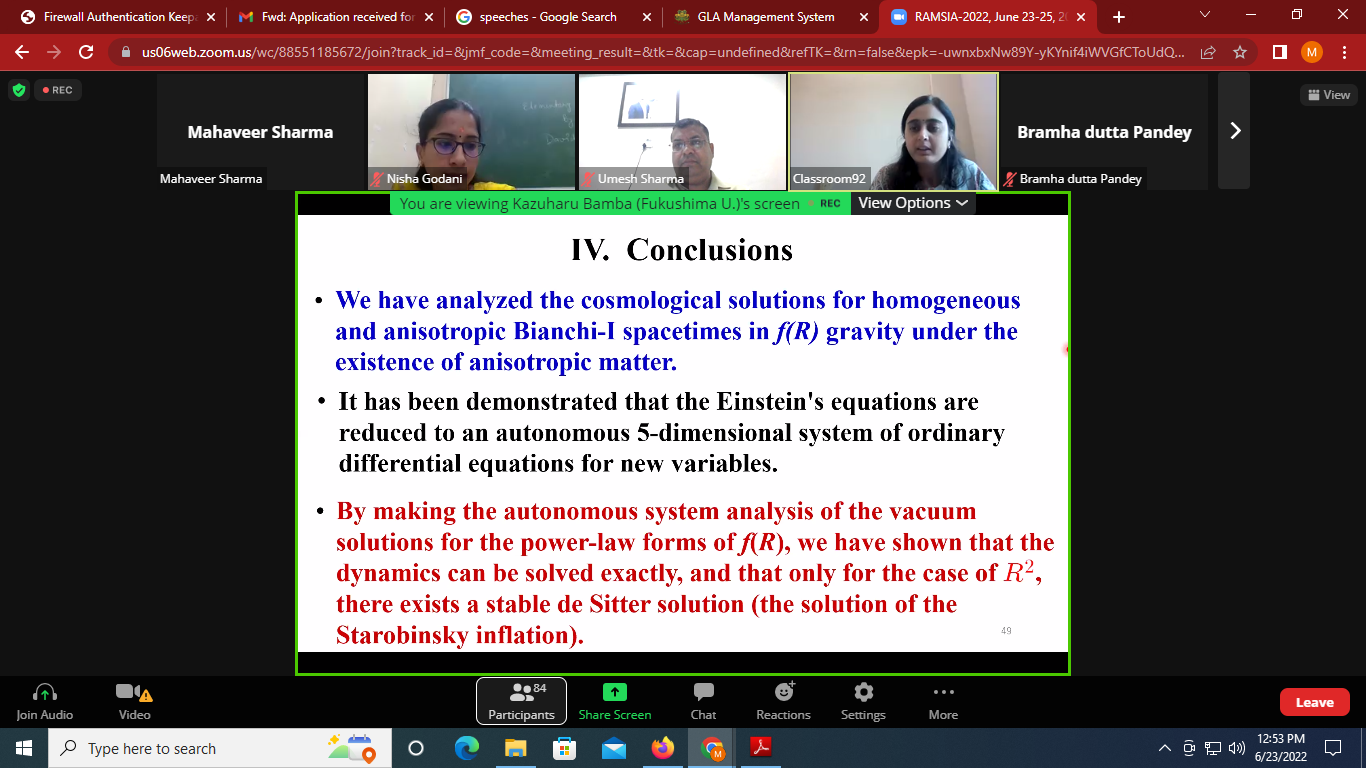 Firewall Authentication Keep
Fwd: Application received for
speeches - Google Search
GLA Management System
RAMSIA-2022, June 23-25, 2
us06web.zoom.us/wc/88551185672/join?track_id=&jmf_code=&meeting_result=&tk=&cap=undefined&refTK=&rn=false&epk=-uwnxbxNw89Y-yKYnif4iWVGfCToUdQ...
M
REC
View
Mahaveer Sharma
Bramha dutta Pandey
Mahaveer Sharma
Nisha Godani
Umesh Sharma
Classroom92
Bramha dutta Pandey
You are viewing Kazuharu Bamba (Fukushima U.)'s screen
REC
View Options
IV. Conclusions
• We have analyzed the cosmological solutions for homogeneous
and anisotropic Bianchi-I spacetimes in f(R) gravity under the
existence of anisotropic matter.
• It has been demonstrated that the Einstein's equations are
reduced to an autonomous 5-dimensional system of ordinary
differential equations for new variables.
• By making the autonomous system analysis of the vacuum
solutions for the power-law forms of f(R), we have shown that the
dynamics can be solved exactly, and that only for the case of R²,
there exists a stable de Sitter solution (the solution of the
Starobinsky inflation).
49
Join Audio
Video
84
Participants
Share Screen
Chat
Reactions
Settings
More
Leave
Type here to search
M
12:53 PM
6/23/2022